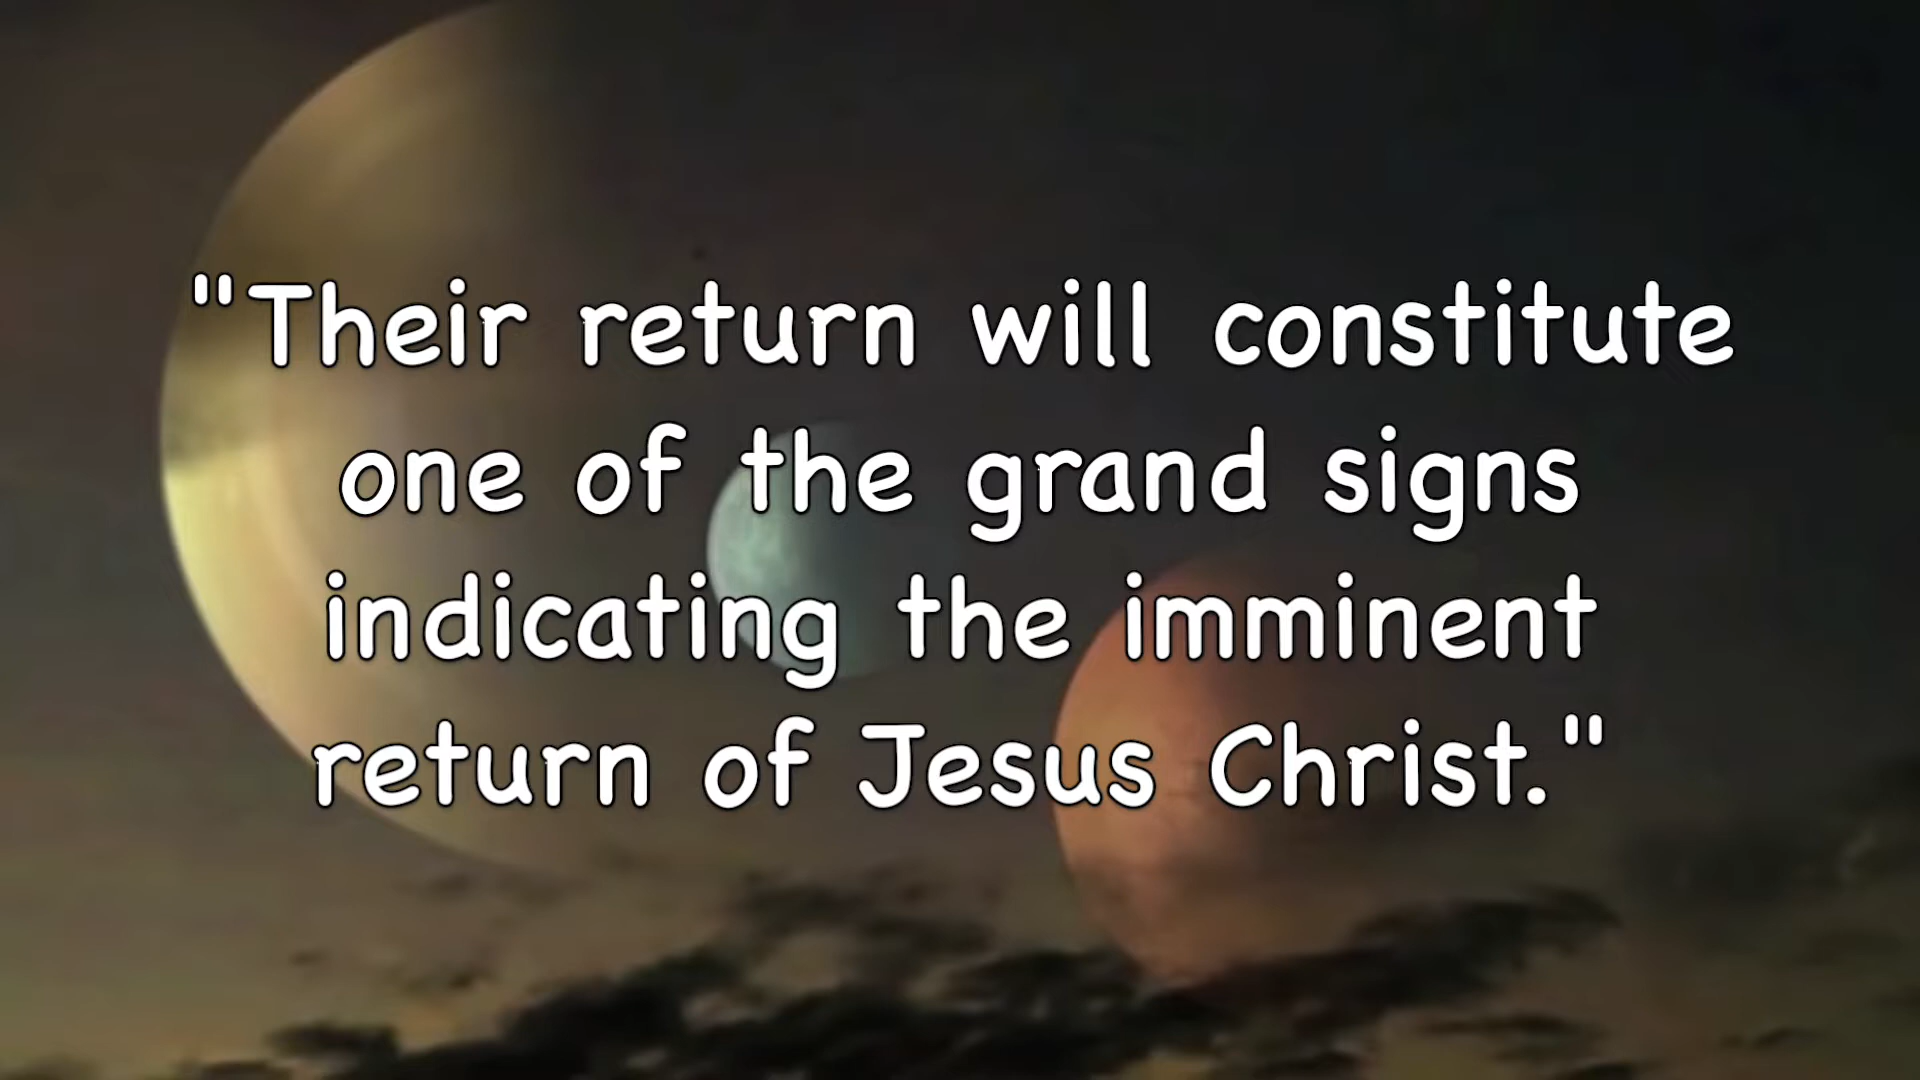 "Their return will constitute
one of the grand signs
indicating the imminent
return of Jesus Christ."